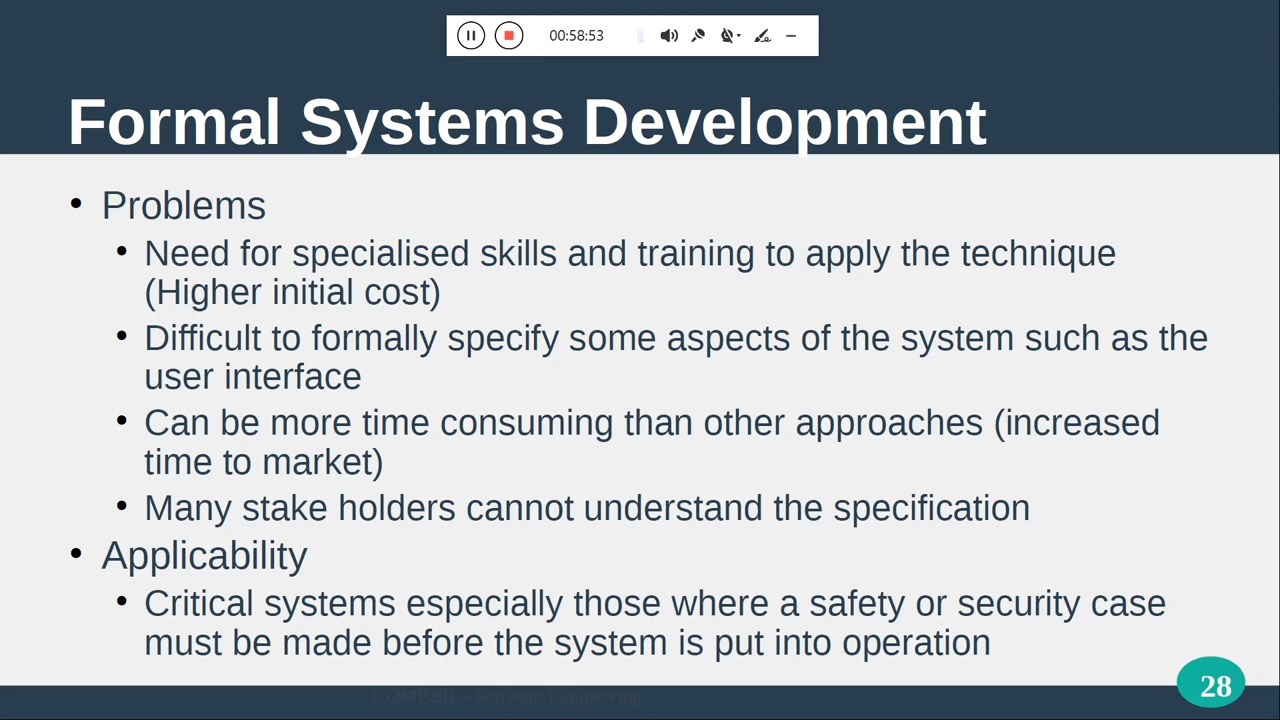 00:58:53
Formal Systems Development
• Problems
• Need for specialised skills and training to apply the technique
(Higher initial cost)
• Difficult to formally specify some aspects of the system such as the
user interface
• Can be more time consuming than other approaches (increased
time to market)
• Many stake holders cannot understand the specification
• Applicability
• Critical systems especially those where a safety or security case
must be made before the system is put into operation
COMP201 - Software Engineering
28